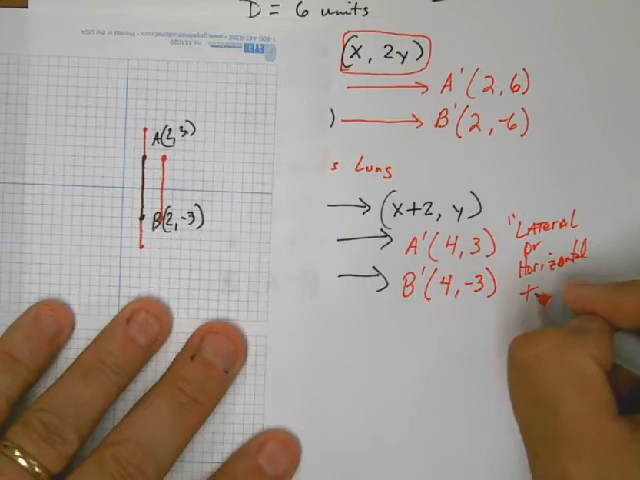 D = 6 units
(x, 2y)
A'(2, 6)
) B'(2, -6)
s Lung
(x+2, y)
A'(4, 3)
B'(4, -3)
"Lateral
or
Horizontal
A(2, 3)
B(2, -3)